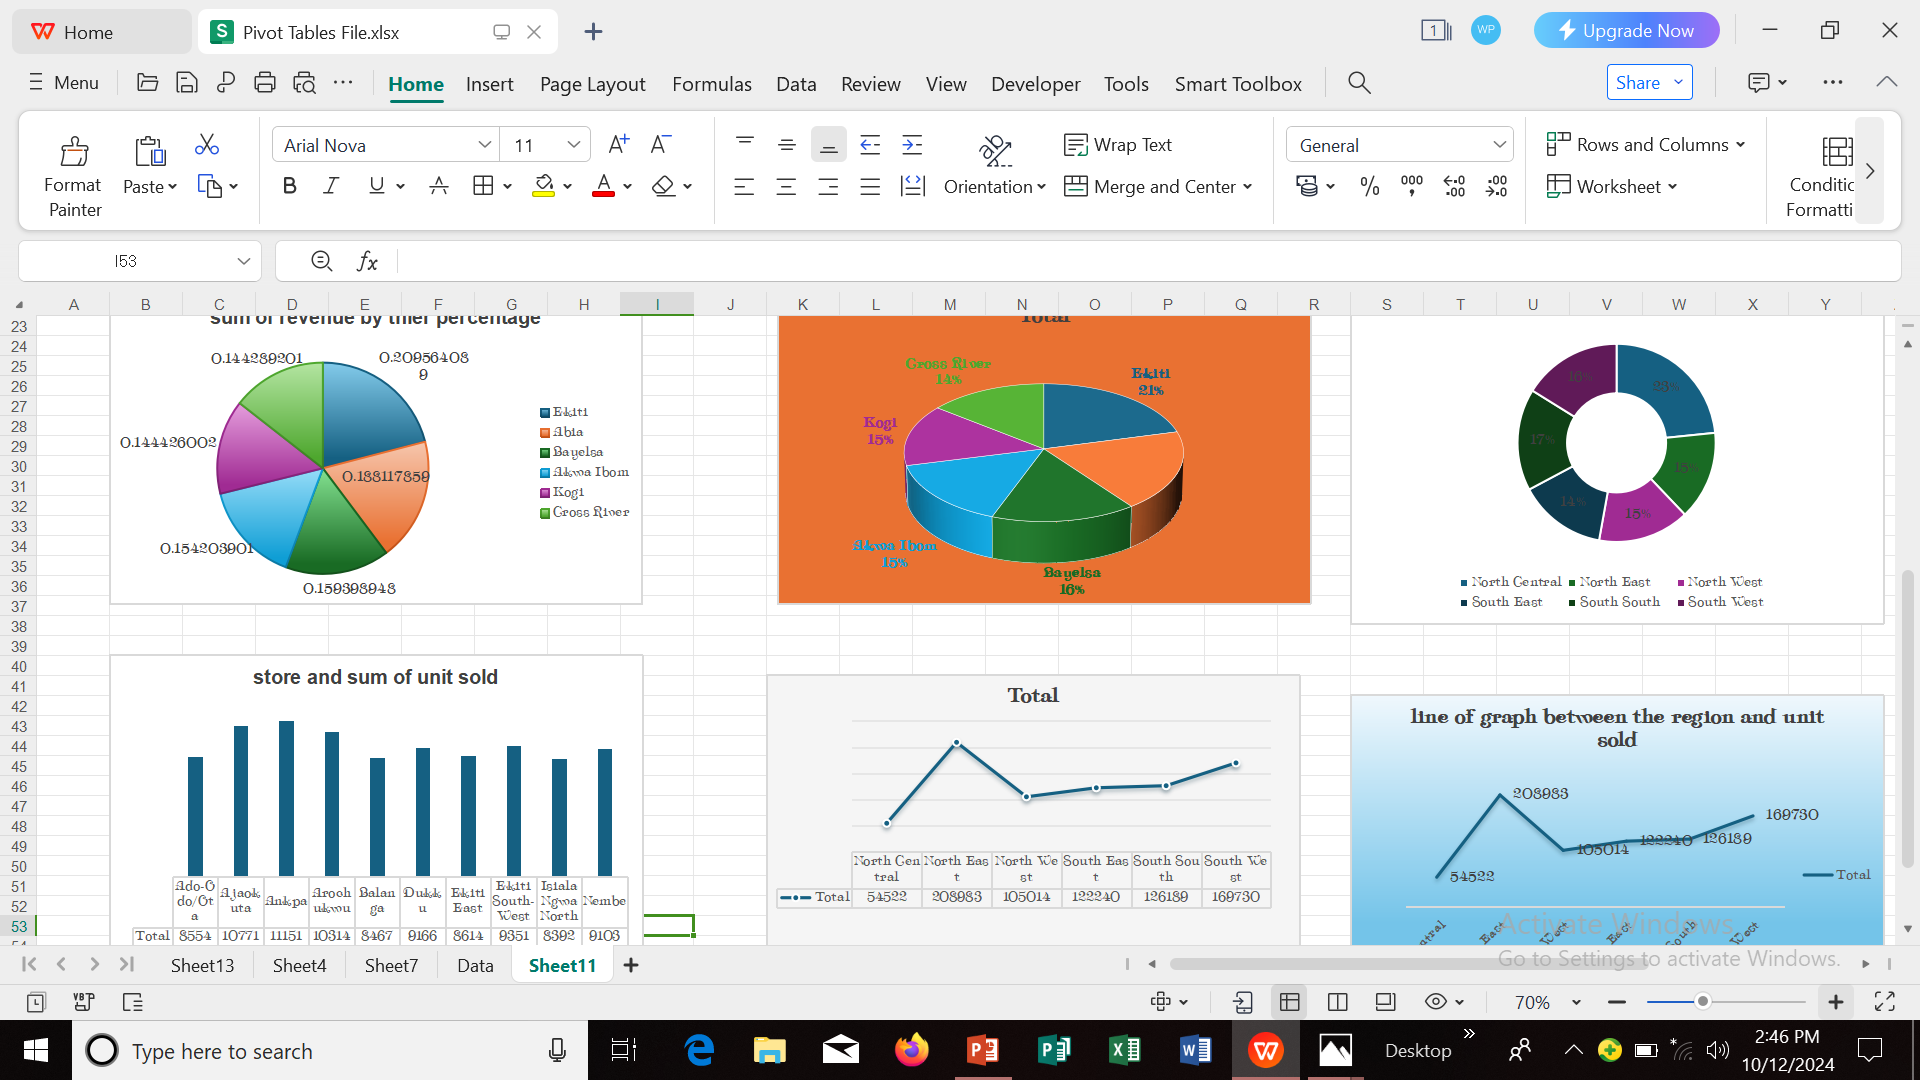 Home
Pivot Tables File.xlsx
1
WP
Upgrade Now
Menu
Home Insert Page Layout Formulas Data Review View Developer Tools Smart Toolbox
Share
Format Painter
Paste
Arial Nova
11
Orientation
Wrap Text
Merge and Center
General
Rows and Columns
Worksheet
Conditic
Formatti
I53
fx
A B C D E F G H I J K L M N O P Q R S T U V W X Y
23
24
25
26
27
28
29
30
31
32
33
34
35
36
37
38
39
40
41
42
43
44
45
46
47
48
49
50
51
52
53
sum of revenue by thier percentage
0.144239201
0.209564089
0.144426002
0.183117359
0.154203901
0.159393943
Ekiti
Abia
Bayelsa
Akwa Ibom
Kogi
Cross River
Total
Cross River
14%
Ekiti
21%
Kogi
15%
Akwa Ibom
15%
Bayelsa
16%
16%
23%
17%
15%
14%
15%
North Central North East North West
South East South South South West
store and sum of unit sold
Ado-Odo/Ota Ajaokuta Ankpa Arochukwu Balanga Dukku Ekiti East Ekiti South-West Isiala Ngwa North Nembe
Total 8554 10771 11151 10314 8467 9166 8614 9351 8392 9103
Total
North Central North East North West South East South South South West
Total 54522 203983 105014 122240 126139 169730
line of graph between the region and unit
sold
203983
169730
105014
122240
126139
54522
Total
Activate Windows
Go to Settings to activate Windows.
Sheet13 Sheet4 Sheet7 Data Sheet11
70%
Type here to search
Desktop
2:46 PM
10/12/2024